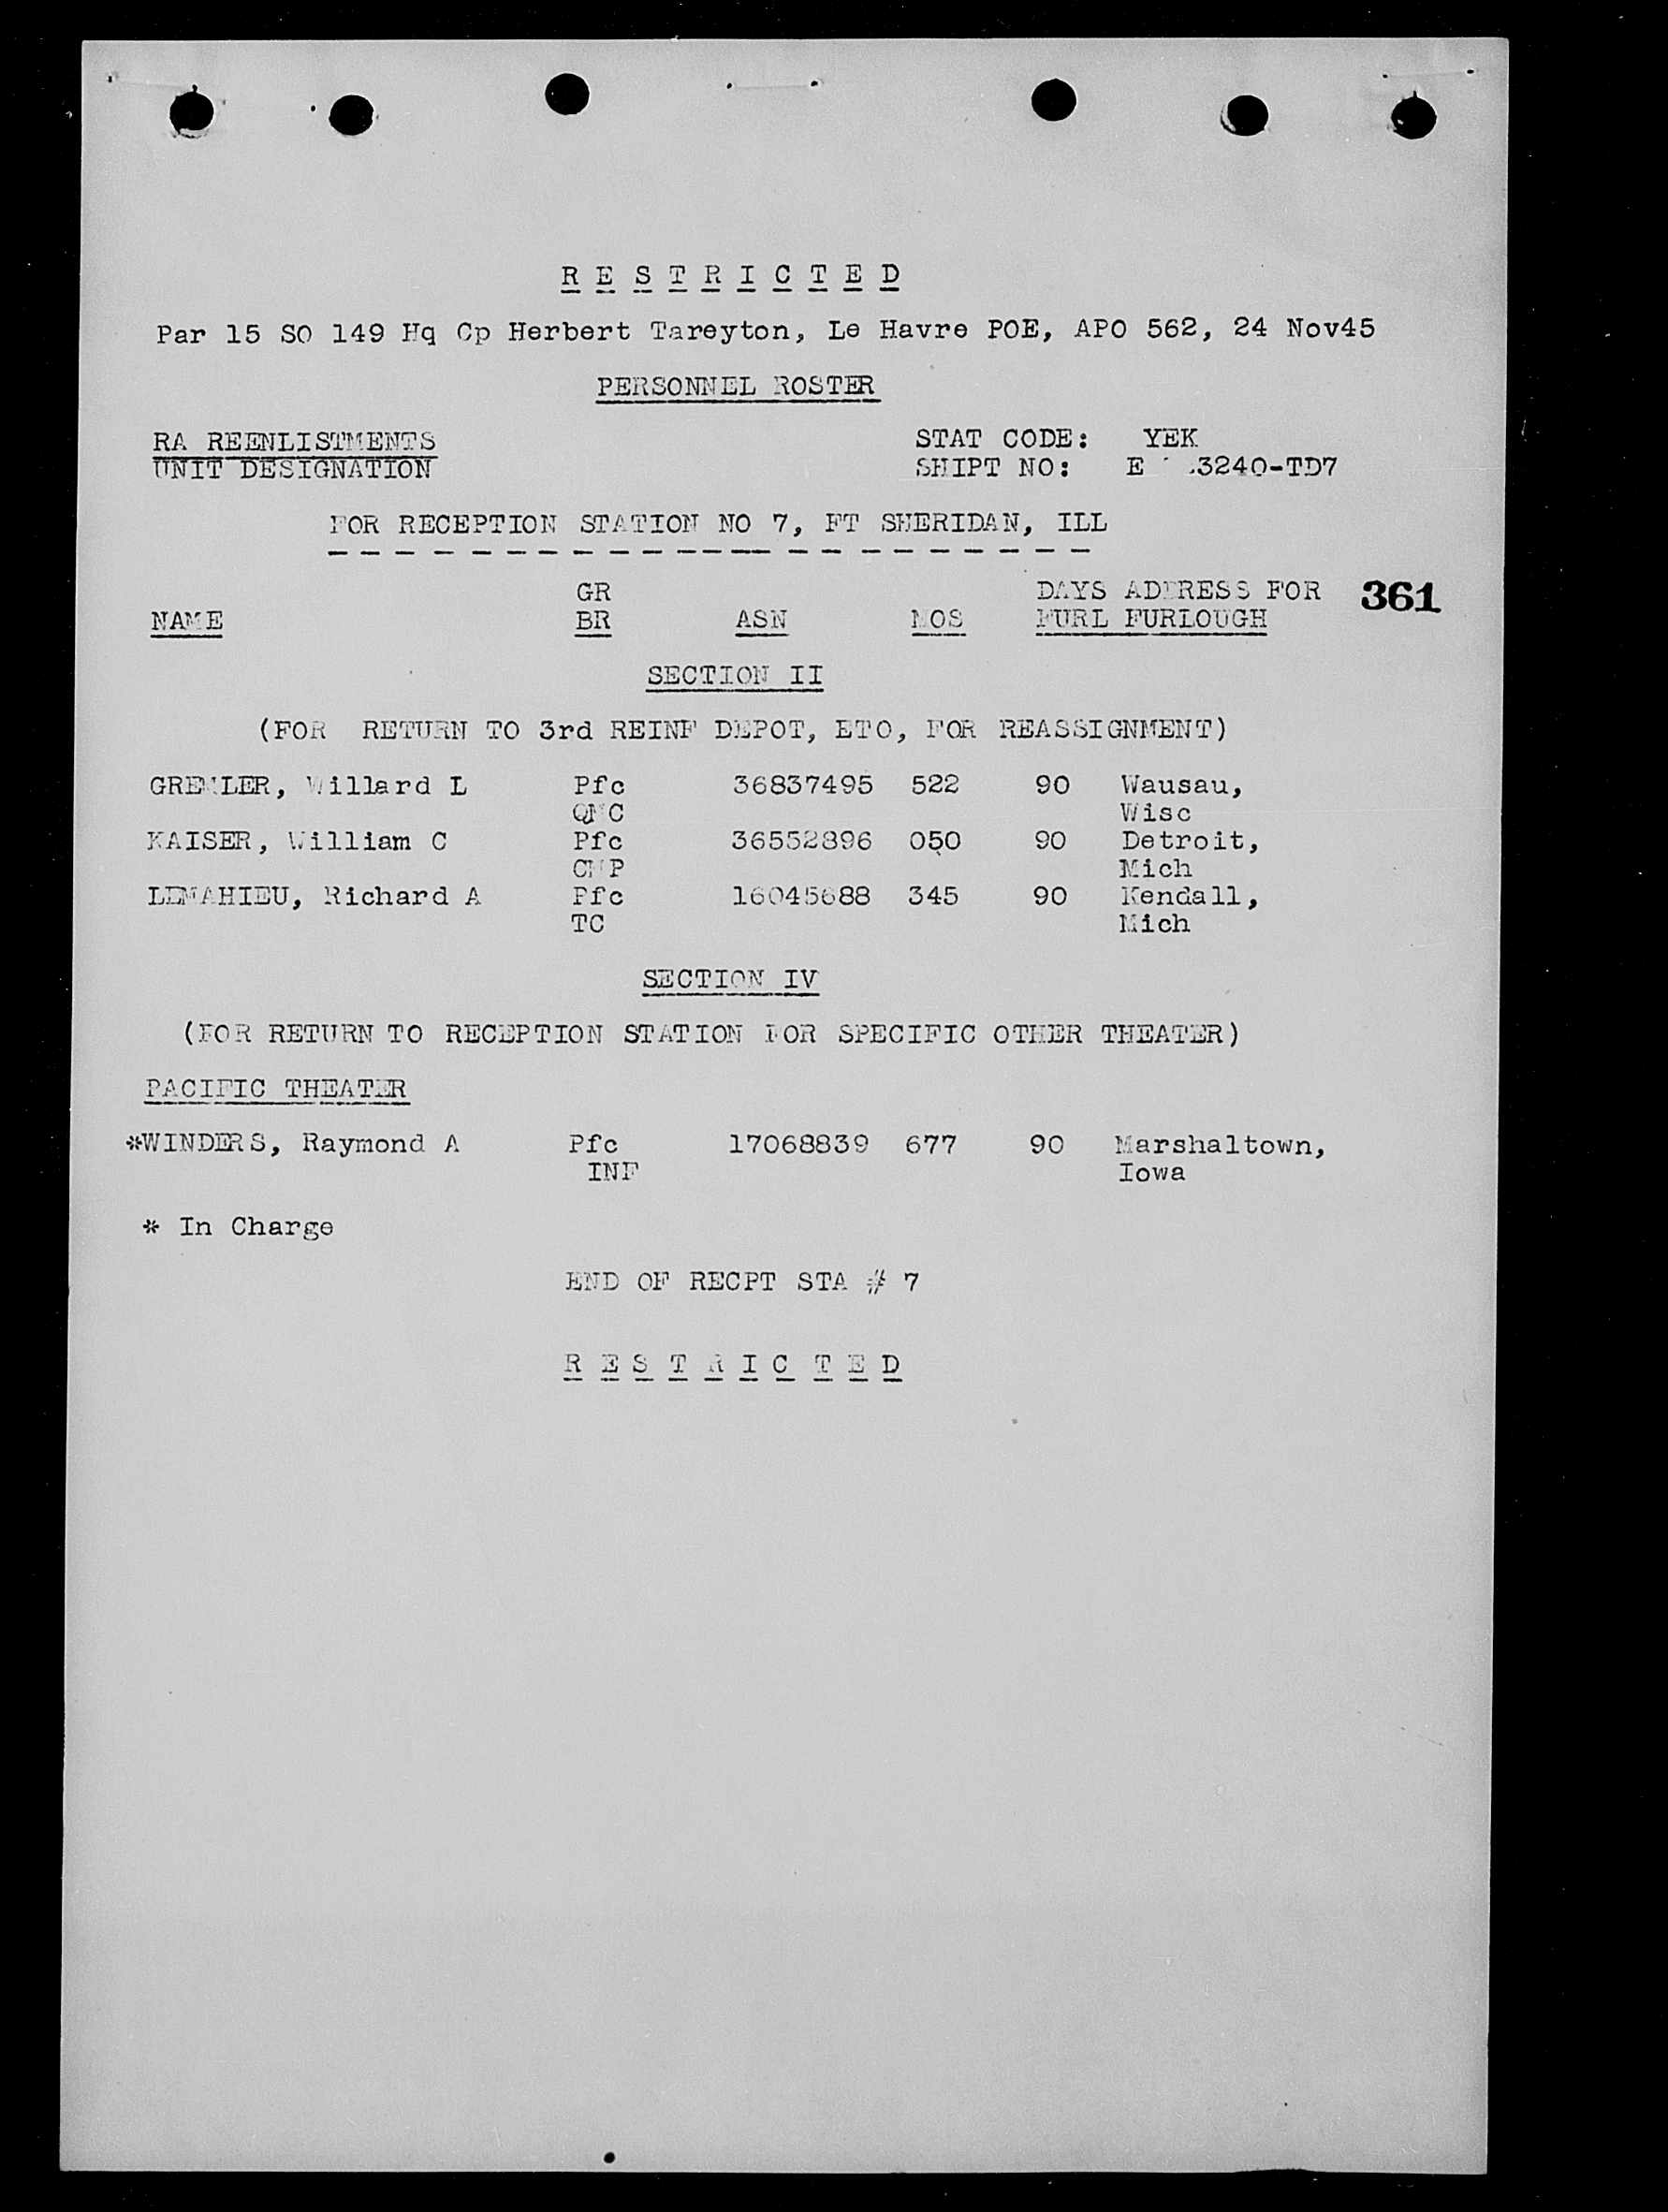 R E S T R I C T E D
Par 15 SO 149 Hq Cp Herbert Tareyton, Le Havre POE, APO 562, 24 Nov45
PERSONNEL ROSTER
RA REENLISTMENTS STAT CODE: YEK
UNIT DESIGNATION SHIPT NO: E 3240-TD7
FOR RECEPTION STATION NO 7, FT SHERIDAN, ILL
GR DAYS ADDRESS FOR 361
NAME BR ASN MOS FURL FURLOUGH
SECTION II
(FOR RETURN TO 3rd REINF DEPOT, ETO, FOR REASSIGNMENT)
GREMLER, Willard L Pfc 36837495 522 90 Wausau,
QMC Wisc
KAISER, William C Pfc 36552896 050 90 Detroit,
CMP Mich
LEMAHIEU, Richard A Pfc 16045688 345 90 Kendall,
TC Mich
SECTION IV
(FOR RETURN TO RECEPTION STATION FOR SPECIFIC OTHER THEATER)
PACIFIC THEATER
*WINDERS, Raymond A Pfc 17068839 677 90 Marshaltown,
INF Iowa
* In Charge
END OF RECPT STA # 7
R E S T R I C T E D